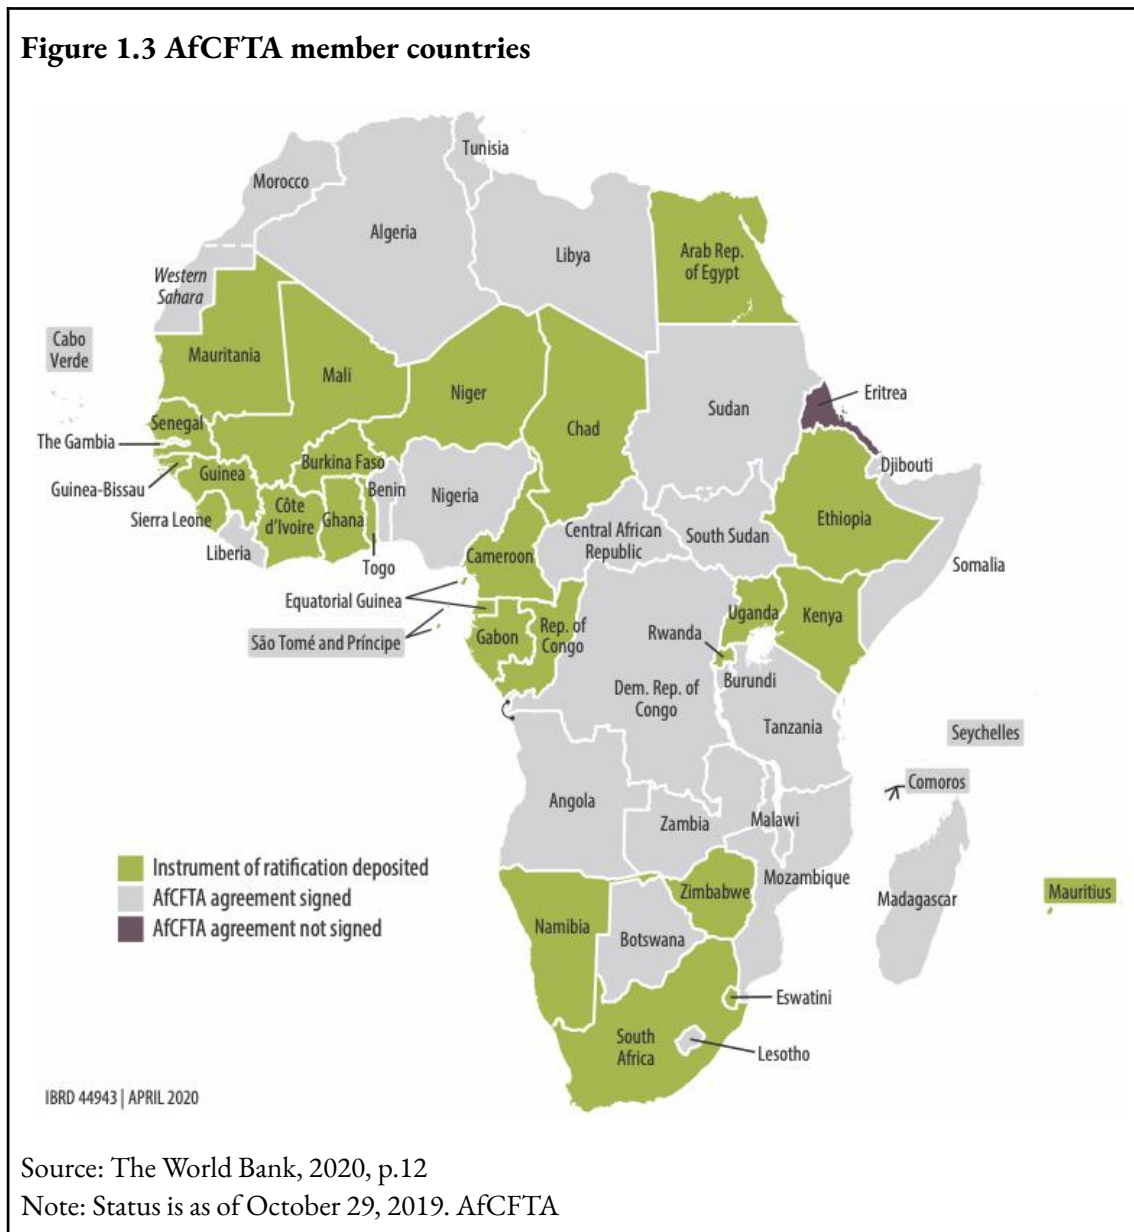 Figure 1.3 AfCFTA member countries
Tunisia
Morocco
Algeria
Libya
Arab Rep.
of Egypt
Western
Sahara
Cabo
Verde
Mauritania
Mali
Niger
Chad
Sudan
Eritrea
Senegal
The Gambia
Guinea-Bissau
Guinea
Burkina Faso
Benin
Nigeria
Djibouti
Sierra Leone
Côte
d'Ivoire
Ghana
Liberia
Togo
Cameroon
Central African
Republic
South Sudan
Ethiopia
Somalia
Equatorial Guinea
São Tomé and Príncipe
Gabon
Rep. of
Congo
Uganda
Kenya
Rwanda
Burundi
Dem. Rep. of
Congo
Tanzania
Seychelles
Comoros
Angola
Zambia
Malawi
Mozambique
Madagascar
Mauritius
Zimbabwe
Namibia
Botswana
Eswatini
South
Africa
Lesotho
Instrument of ratification deposited
AfCFTA agreement signed
AfCFTA agreement not signed
IBRD 44943 | APRIL 2020
Source: The World Bank, 2020, p.12
Note: Status is as of October 29, 2019. AfCFTA